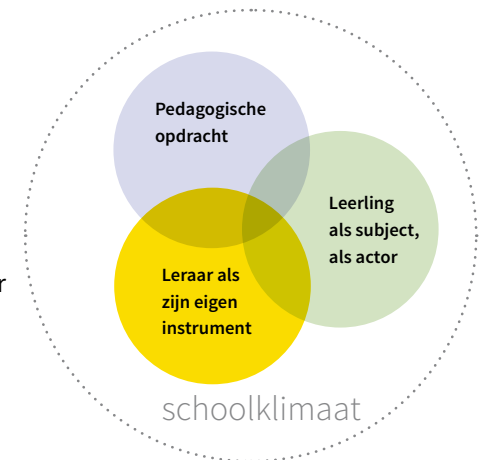 Pedagogische
opdracht
Leerling
als subject,
als actor
Leraar als
zijn eigen
instrument
schoolklimaat